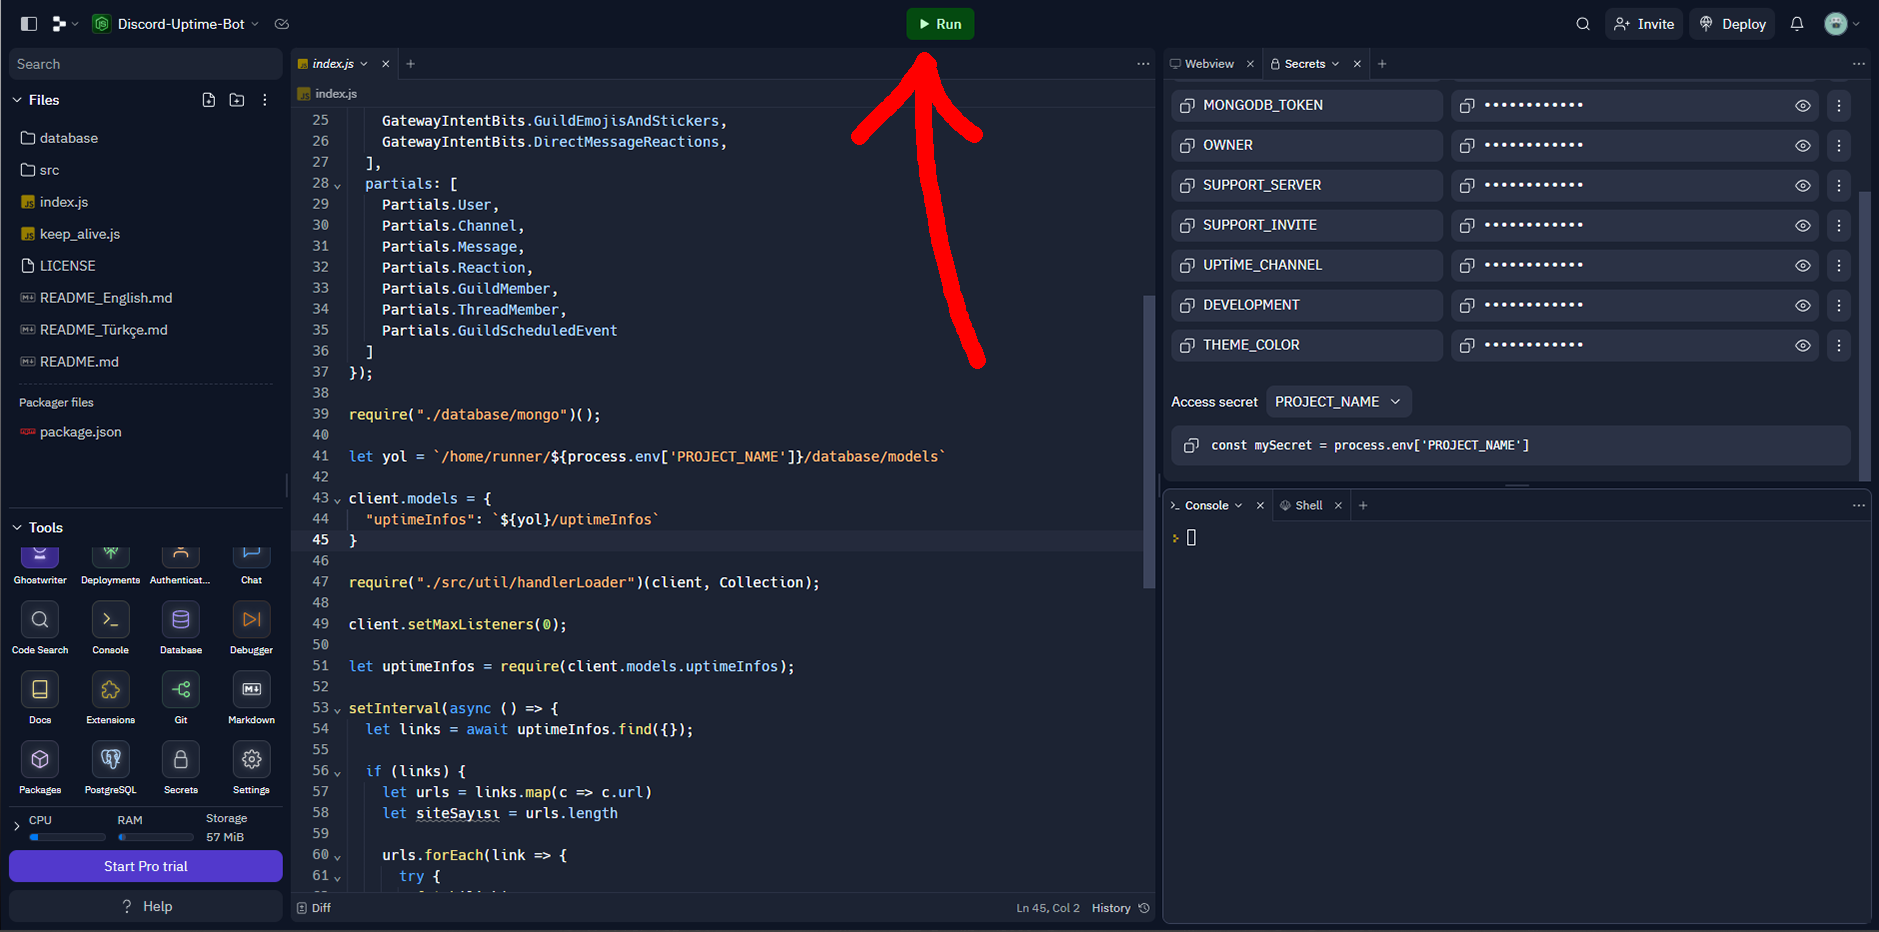 Discord-Uptime-Bot
Run
Invite
Deploy
Search
Files
database
src
index.js
keep_alive.js
LICENSE
README_English.md
README_Türkçe.md
README.md
Packager files
package.json
Tools
Ghostwriter
Deployments
Authenticat...
Chat
Code Search
Console
Database
Debugger
Docs
Extensions
Git
Markdown
Packages
PostgreSQL
Secrets
Settings
CPU
RAM
Storage
57 MiB
Start Pro trial
? Help
index.js
index.js
25 GatewayIntentBits.GuildEmojisAndStickers,
26 GatewayIntentBits.DirectMessageReactions,
27 ],
28 partials: [
29 Partials.User,
30 Partials.Channel,
31 Partials.Message,
32 Partials.Reaction,
33 Partials.GuildMember,
34 Partials.ThreadMember,
35 Partials.GuildScheduledEvent
36 ]
37 });
38
39 require("./database/mongo")();
40
41 let yol = `/home/runner/${process.env['PROJECT_NAME']}/database/models`
42
43 client.models = {
44 "uptimeInfos": `${yol}/uptimeInfos`
45 }
46
47 require("./src/util/handlerLoader")(client, Collection);
48
49 client.setMaxListeners(0);
50
51 let uptimeInfos = require(client.models.uptimeInfos);
52
53 setInterval(async () => {
54 let links = await uptimeInfos.find({});
55
56 if (links) {
57 let urls = links.map(c => c.url)
58 let siteSayısı = urls.length
59
60 urls.forEach(link => {
61 try {
Diff
Ln 45, Col 2
History
Webview
Secrets
MONGODB_TOKEN ••••••••••••
OWNER ••••••••••••
SUPPORT_SERVER ••••••••••••
SUPPORT_INVITE ••••••••••••
UPTİME_CHANNEL ••••••••••••
DEVELOPMENT ••••••••••••
THEME_COLOR ••••••••••••
Access secret PROJECT_NAME
const mySecret = process.env['PROJECT_NAME']
Console
Shell